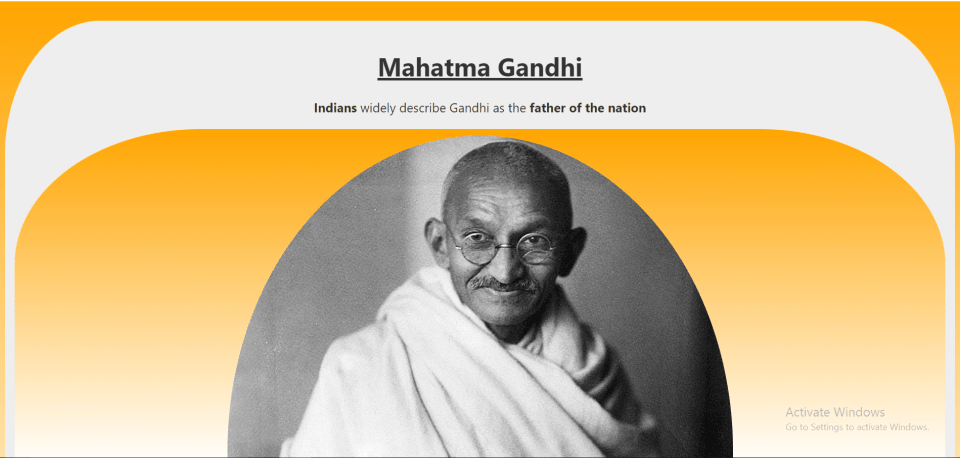 Mahatma Gandhi
Indians widely describe Gandhi as the father of the nation
Activate Windows
Go to Settings to activate Windows.